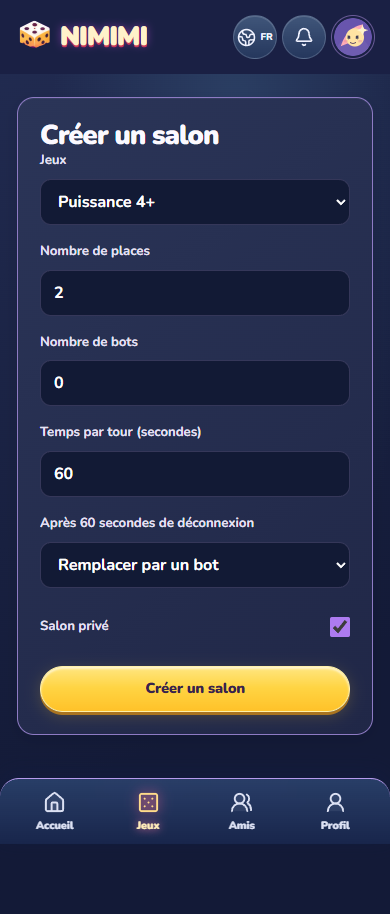 NIMIMI
FR
Créer un salon
Jeux
Puissance 4+
Nombre de places
2
Nombre de bots
0
Temps par tour (secondes)
60
Après 60 secondes de déconnexion
Remplacer par un bot
Salon privé
Créer un salon
Accueil
Jeux
Amis
Profil